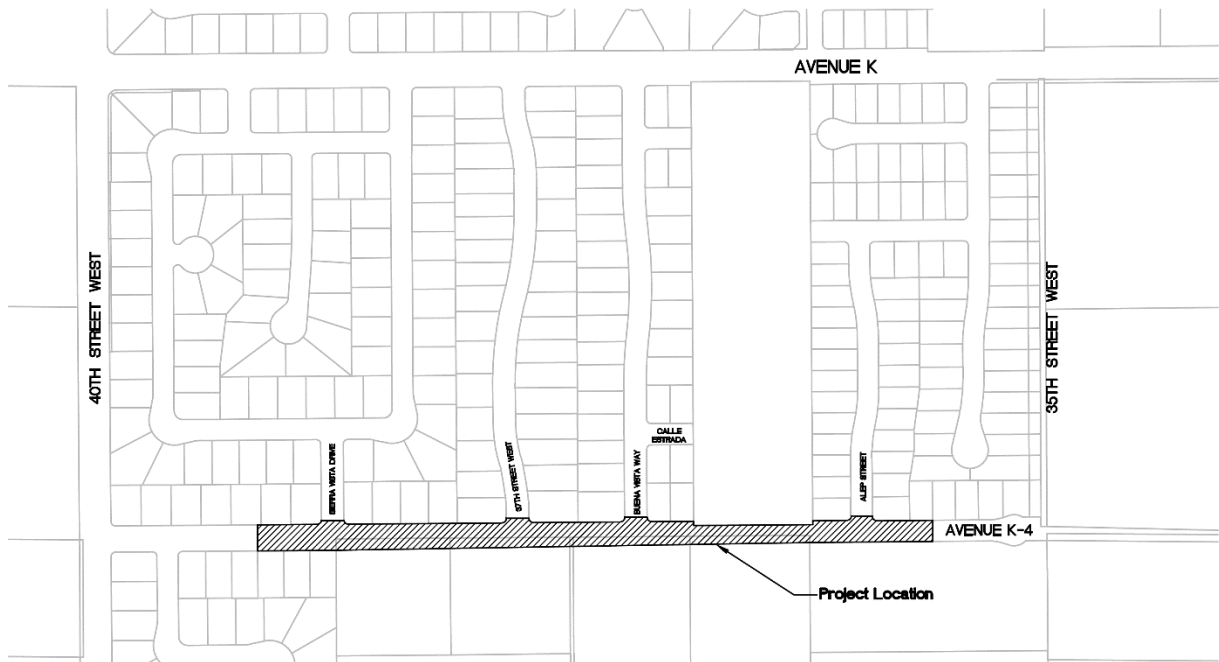 AVENUE K
40TH STREET WEST
35TH STREET WEST
CALLE
ESTRADA
SIERRA VISTA DRIVE
37TH STREET WEST
BUENA VISTA WAY
ALEP STREET
AVENUE K-4
Project Location